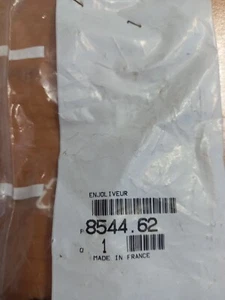 ENJOLIVEUR
P 8544.62
Q 1
MADE IN FRANCE